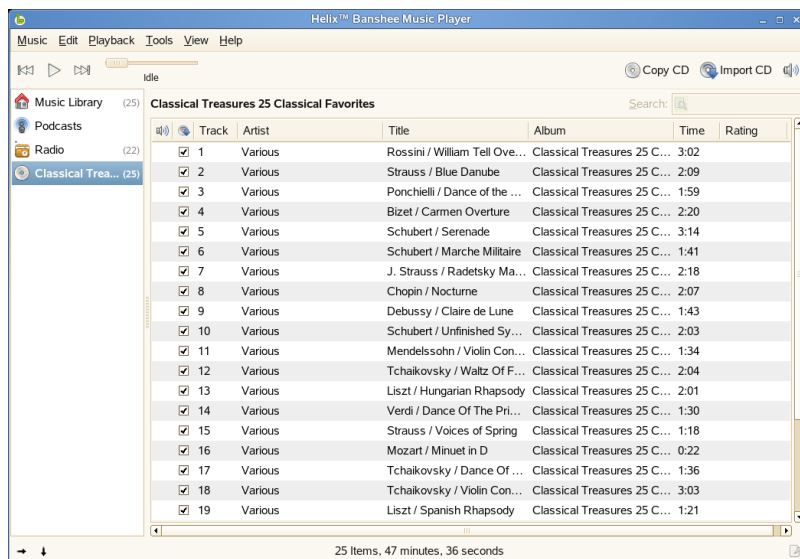 Helix™ Banshee Music Player
Music Edit Playback Tools View Help
Idle
Copy CD Import CD
Music Library (25)
Podcasts
Radio (22)
Classical Trea... (25)
Classical Treasures 25 Classical Favorites Search:
Track Artist Title Album Time Rating
1 Various Rossini / William Tell Ove... Classical Treasures 25 C... 3:02
2 Various Strauss / Blue Danube Classical Treasures 25 C... 2:09
3 Various Ponchielli / Dance of the ... Classical Treasures 25 C... 1:59
4 Various Bizet / Carmen Overture Classical Treasures 25 C... 2:20
5 Various Schubert / Serenade Classical Treasures 25 C... 3:14
6 Various Schubert / Marche Militaire Classical Treasures 25 C... 1:41
7 Various J. Strauss / Radetsky Ma... Classical Treasures 25 C... 2:18
8 Various Chopin / Nocturne Classical Treasures 25 C... 2:07
9 Various Debussy / Claire de Lune Classical Treasures 25 C... 1:43
10 Various Schubert / Unfinished Sy... Classical Treasures 25 C... 2:03
11 Various Mendelssohn / Violin Con... Classical Treasures 25 C... 1:34
12 Various Tchaikovsky / Waltz Of F... Classical Treasures 25 C... 2:04
13 Various Liszt / Hungarian Rhapsody Classical Treasures 25 C... 2:01
14 Various Verdi / Dance Of The Pri... Classical Treasures 25 C... 1:30
15 Various Strauss / Voices of Spring Classical Treasures 25 C... 1:18
16 Various Mozart / Minuet in D Classical Treasures 25 C... 0:22
17 Various Tchaikovsky / Dance Of ... Classical Treasures 25 C... 1:36
18 Various Tchaikovsky / Violin Con... Classical Treasures 25 C... 3:03
19 Various Liszt / Spanish Rhapsody Classical Treasures 25 C... 1:21
25 Items, 47 minutes, 36 seconds